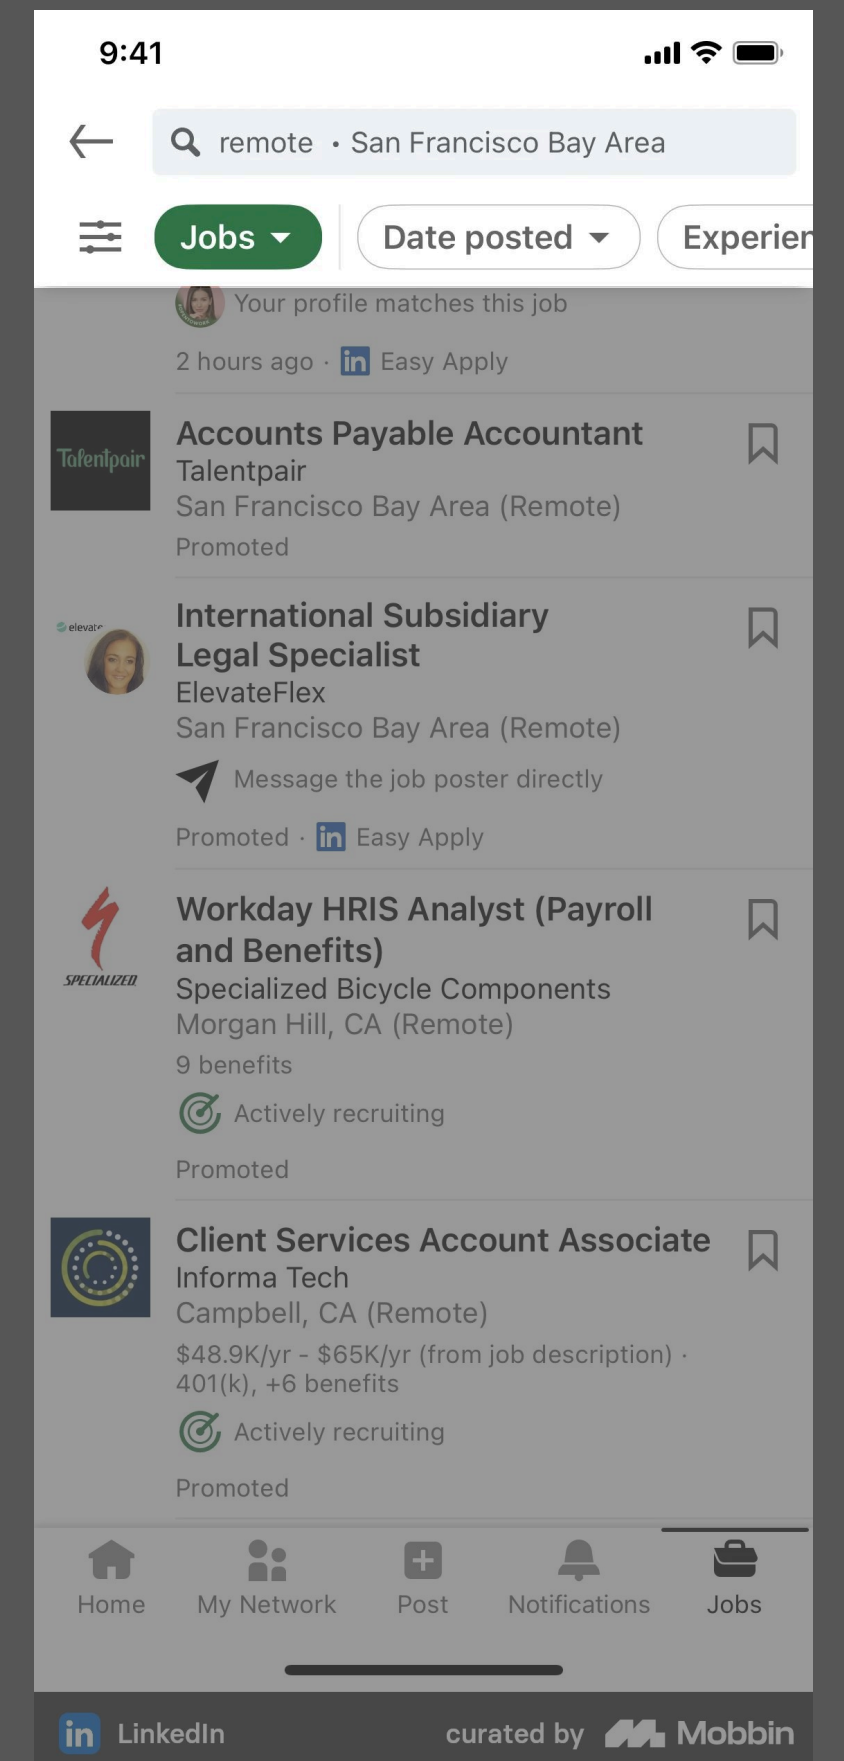 9:41
remote • San Francisco Bay Area
Jobs
Date posted
Experien
Your profile matches this job
2 hours ago · in Easy Apply
Talentpair
Accounts Payable Accountant
Talentpair
San Francisco Bay Area (Remote)
Promoted
elevate
International Subsidiary
Legal Specialist
ElevateFlex
San Francisco Bay Area (Remote)
Message the job poster directly
Promoted · in Easy Apply
SPECIALIZED
Workday HRIS Analyst (Payroll
and Benefits)
Specialized Bicycle Components
Morgan Hill, CA (Remote)
9 benefits
Actively recruiting
Promoted
Client Services Account Associate
Informa Tech
Campbell, CA (Remote)
$48.9K/yr - $65K/yr (from job description) ·
401(k), +6 benefits
Actively recruiting
Promoted
Home
My Network
Post
Notifications
Jobs
in LinkedIn
curated by Mobbin